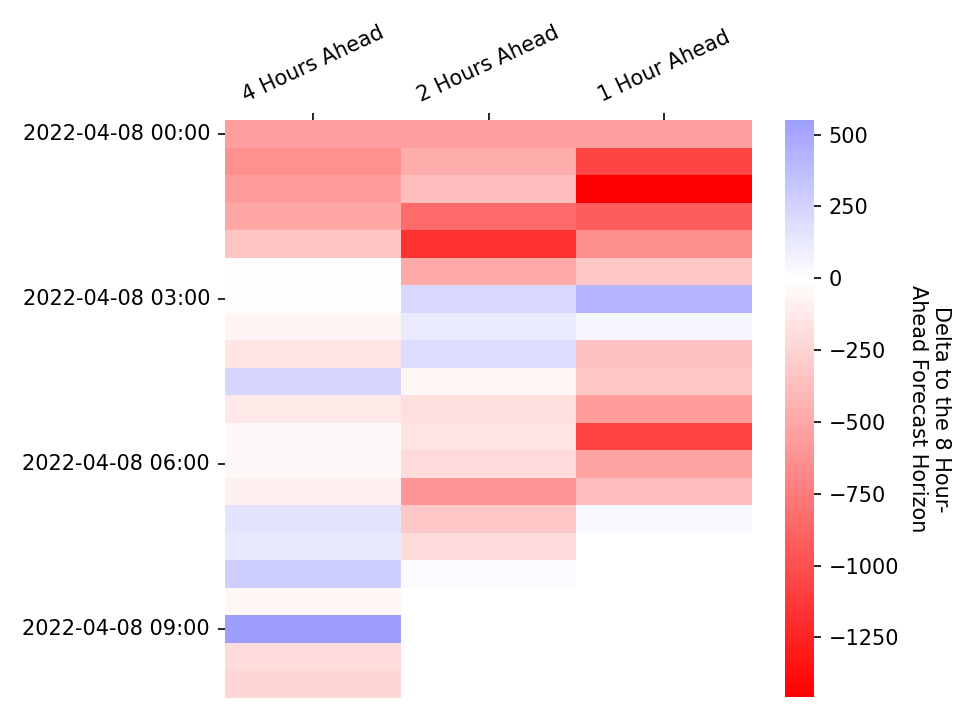 4 Hours Ahead
2 Hours Ahead
1 Hour Ahead
2022-04-08 00:00
2022-04-08 03:00
2022-04-08 06:00
2022-04-08 09:00
500
250
0
−250
−500
−750
−1000
−1250
Delta to the 8 Hour-
Ahead Forecast Horizon